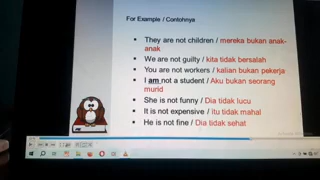 For Example / Contohnya
They are not children / mereka bukan anak-
anak
We are not guilty / kita tidak bersalah
You are not workers / kalian bukan pekerja
I am not a student / Aku bukan seorang
murid
She is not funny / Dia tidak lucu
It is not expensive / itu tidak mahal
He is not fine / Dia tidak sehat